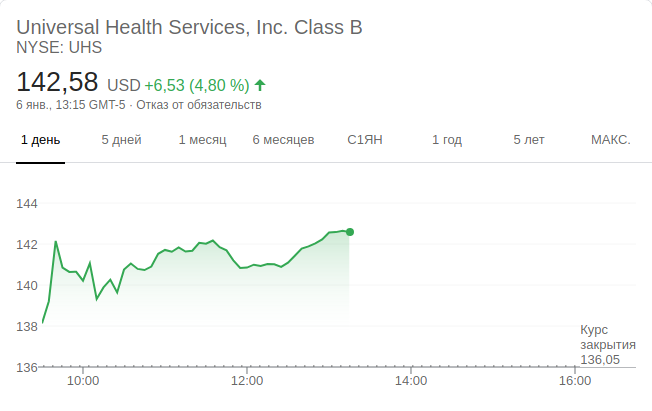 Universal Health Services, Inc. Class B
NYSE: UHS
142,58 USD +6,53 (4,80 %)
6 янв., 13:15 GMT-5 · Отказ от обязательств
1 день 5 дней 1 месяц 6 месяцев С1ЯН 1 год 5 лет МАКС.
144
142
140
138
136
Курс
закрытия
136,05
10:00 12:00 14:00 16:00